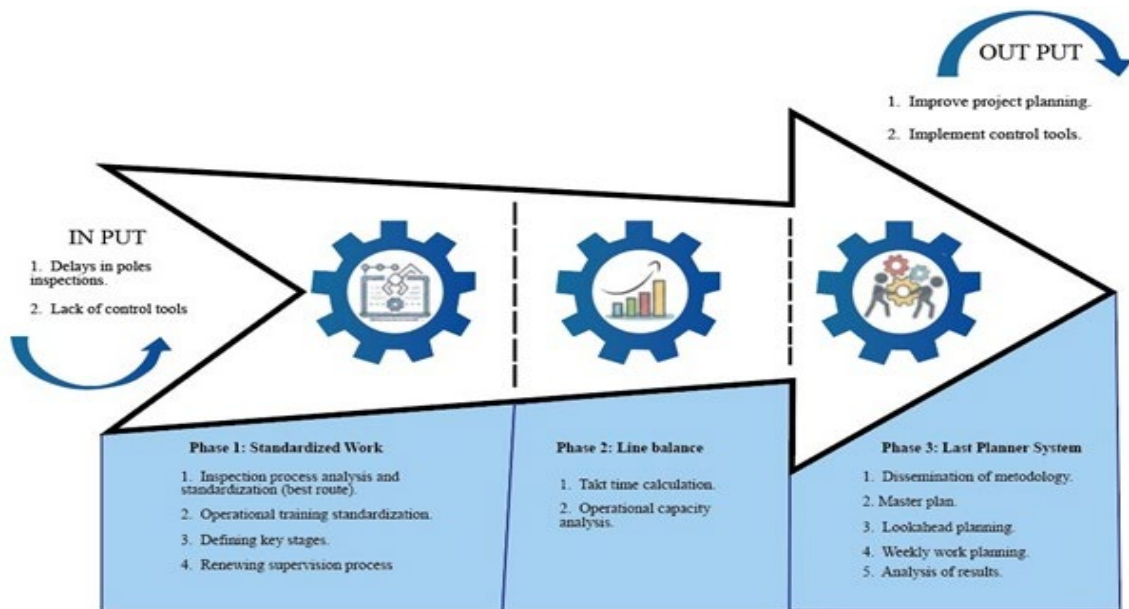 OUT PUT
1. Improve project planning.
2. Implement control tools.
IN PUT
1. Delays in poles
inspections.
2. Lack of control tools
Phase 1: Standardized Work
1. Inspection process analysis and
standardization (best route).
2. Operational training standardization.
3. Defining key stages.
4. Renewing supervision process
Phase 2: Line balance
1. Takt time calculation.
2. Operational capacity
analysis.
Phase 3: Last Planner System
1. Dissemination of metodology.
2. Master plan.
3. Lookahead planning.
4. Weekly work planning.
5. Analysis of results.